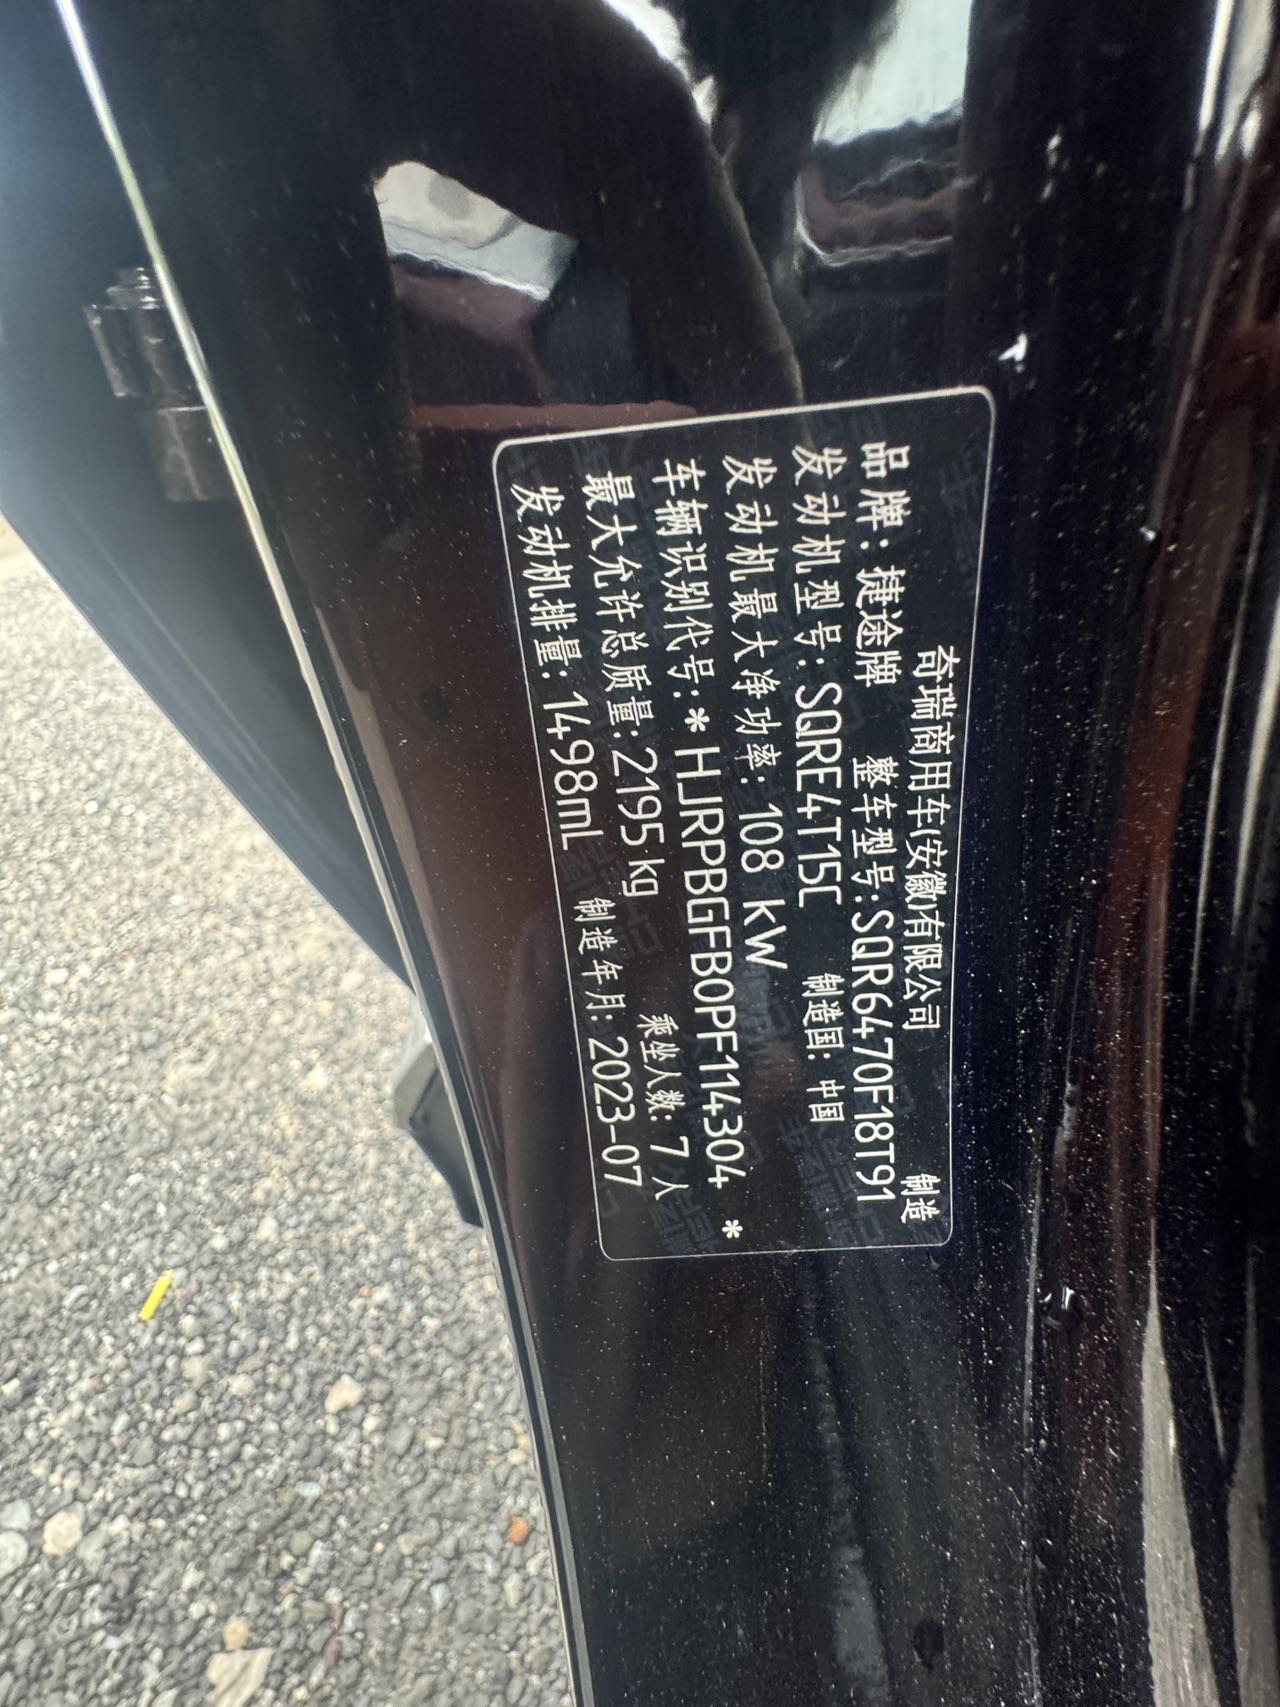 奇瑞商用车(安徽)有限公司 制造
品牌：捷途牌 整车型号：SQR6470F18T91
发动机型号：SQRE4T15C 制造国：中国
发动机最大净功率：108 kW
车辆识别代号：*HJRPBGFB0PF114304*
最大允许总质量：2195 kg 乘坐人数：7 人
发动机排量：1498mL 制造年月：2023-07